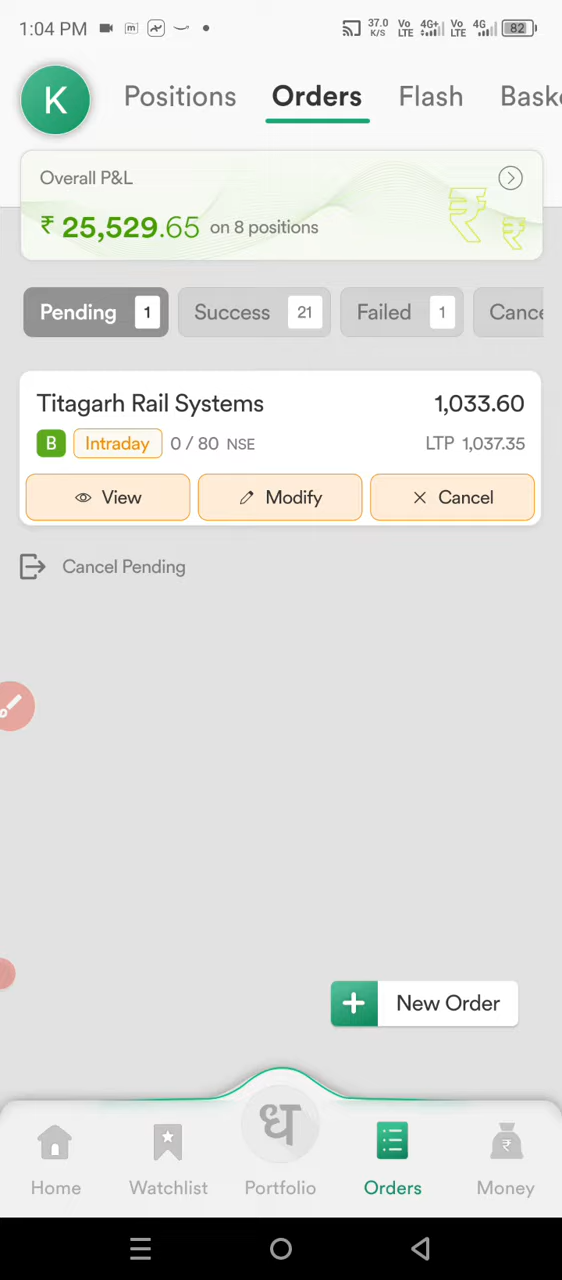 1:04 PM 37.0 K/S Vo LTE 4G+ Vo LTE 4G 82
K Positions Orders Flash Bask
Overall P&L
₹ 25,529.65 on 8 positions
Pending 1 Success 21 Failed 1 Cance
Titagarh Rail Systems 1,033.60
B Intraday 0 / 80 NSE LTP 1,037.35
View Modify Cancel
Cancel Pending
+ New Order
ध
Home Watchlist Portfolio Orders Money